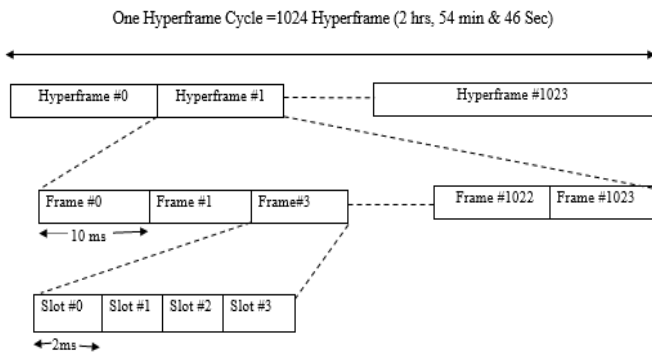 One Hyperframe Cycle =1024 Hyperframe (2 hrs, 54 min & 46 Sec)
Hyperframe #0 Hyperframe #1 Hyperframe #1023
Frame #0 Frame #1 Frame#3 Frame #1022 Frame #1023
10 ms
Slot #0 Slot #1 Slot #2 Slot #3
2ms